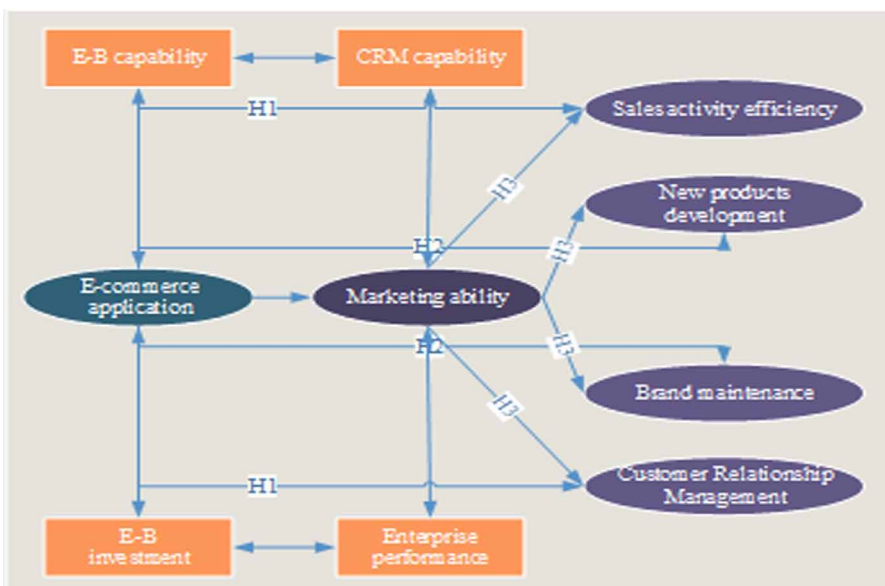 E-B capability
CRM capability
H1
Sales activity efficiency
H3
New products
development
H2
H3
E-commerce
application
Marketing ability
H2
H3
Brand maintenance
H3
H1
Customer Relationship
Management
E-B
investment
Enterprise
performance